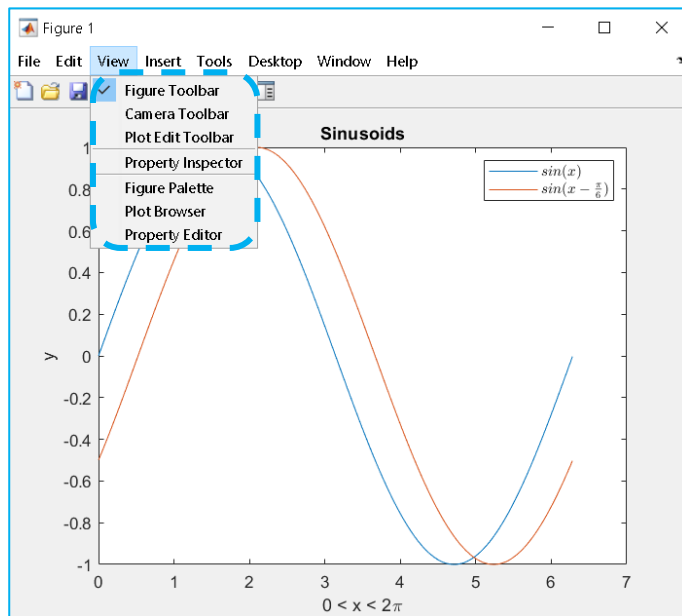 Figure 1
File Edit View Insert Tools Desktop Window Help
Figure Toolbar
Camera Toolbar
Plot Edit Toolbar
Property Inspector
Figure Palette
Plot Browser
Property Editor
Sinusoids
sin(x)
sin(x − π/6)
1
0.8
0.6
0.4
0.2
0
-0.2
-0.4
-0.6
-0.8
-1
y
0 1 2 3 4 5 6 7
0 < x < 2π